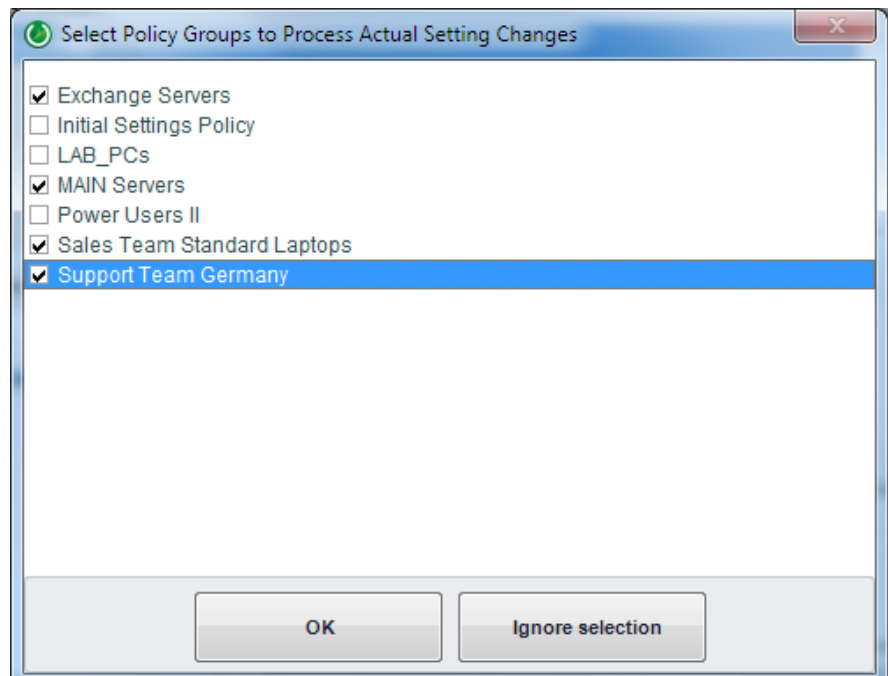 Select Policy Groups to Process Actual Setting Changes
Exchange Servers
Initial Settings Policy
LAB_PCs
MAIN Servers
Power Users II
Sales Team Standard Laptops
Support Team Germany
OK
Ignore selection